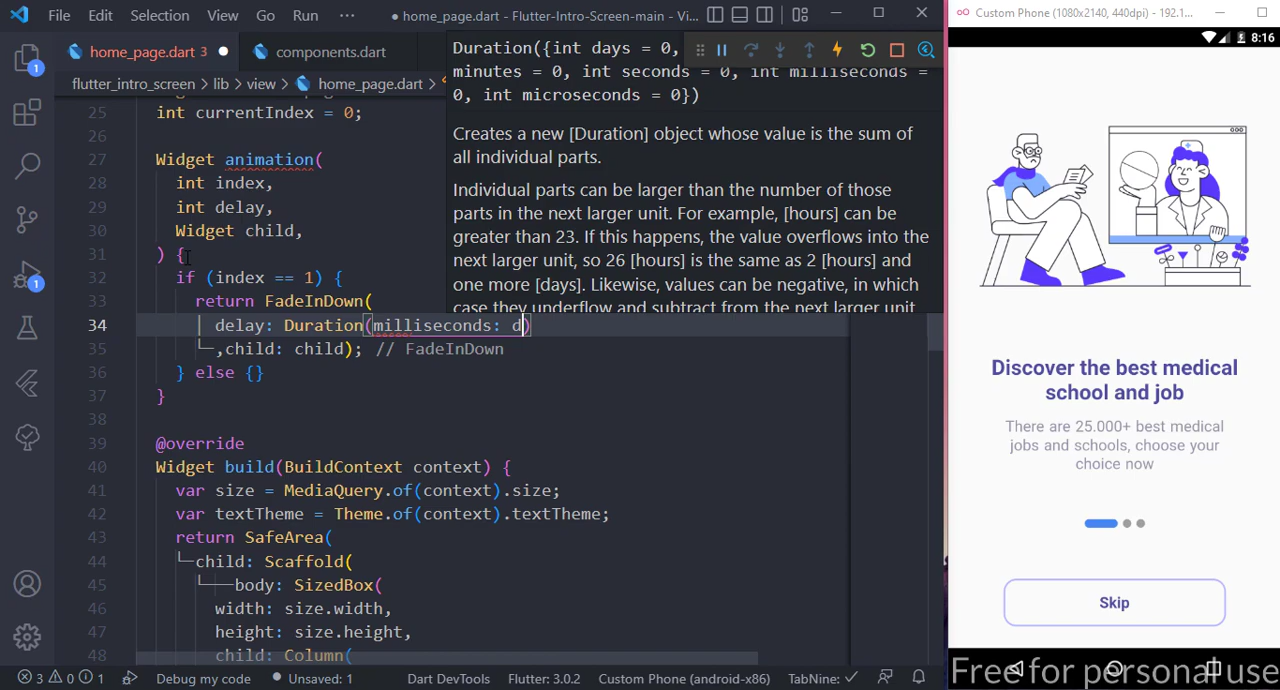 File Edit Selection View Go Run ··· ● home_page.dart - Flutter-Intro-Screen-main - Vi...
Custom Phone (1080x2140, 440dpi) - 192.1...
8:16
home_page.dart 3 ● components.dart
flutter_intro_screen > lib > view > home_page.dart >
Duration({int days = 0,
minutes = 0, int seconds = 0, int milliseconds =
0, int microseconds = 0})
Creates a new [Duration] object whose value is the sum of
all individual parts.
Individual parts can be larger than the number of those
parts in the next larger unit. For example, [hours] can be
greater than 23. If this happens, the value overflows into
the next larger unit, so 26 [hours] is the same as 2 [hours] and
one more [days]. Likewise, values can be negative, in which
case they underflow and subtract from the next larger unit
25 int currentIndex = 0;
26
27 Widget animation(
28 int index,
29 int delay,
30 Widget child,
31 ) {
32 if (index == 1) {
33 return FadeInDown(
34 delay: Duration(milliseconds: d)
35 ,child: child); // FadeInDown
36 } else {}
37 }
38
39 @override
40 Widget build(BuildContext context) {
41 var size = MediaQuery.of(context).size;
42 var textTheme = Theme.of(context).textTheme;
43 return SafeArea(
44 child: Scaffold(
45 body: SizedBox(
46 width: size.width,
47 height: size.height,
48 child: Column(
1
1
3 0 1 Debug my code Unsaved: 1 Dart DevTools Flutter: 3.0.2 Custom Phone (android-x86) TabNine: ✓
Discover the best medical
school and job
There are 25.000+ best medical
jobs and schools, choose your
choice now
Skip
Free for personal use